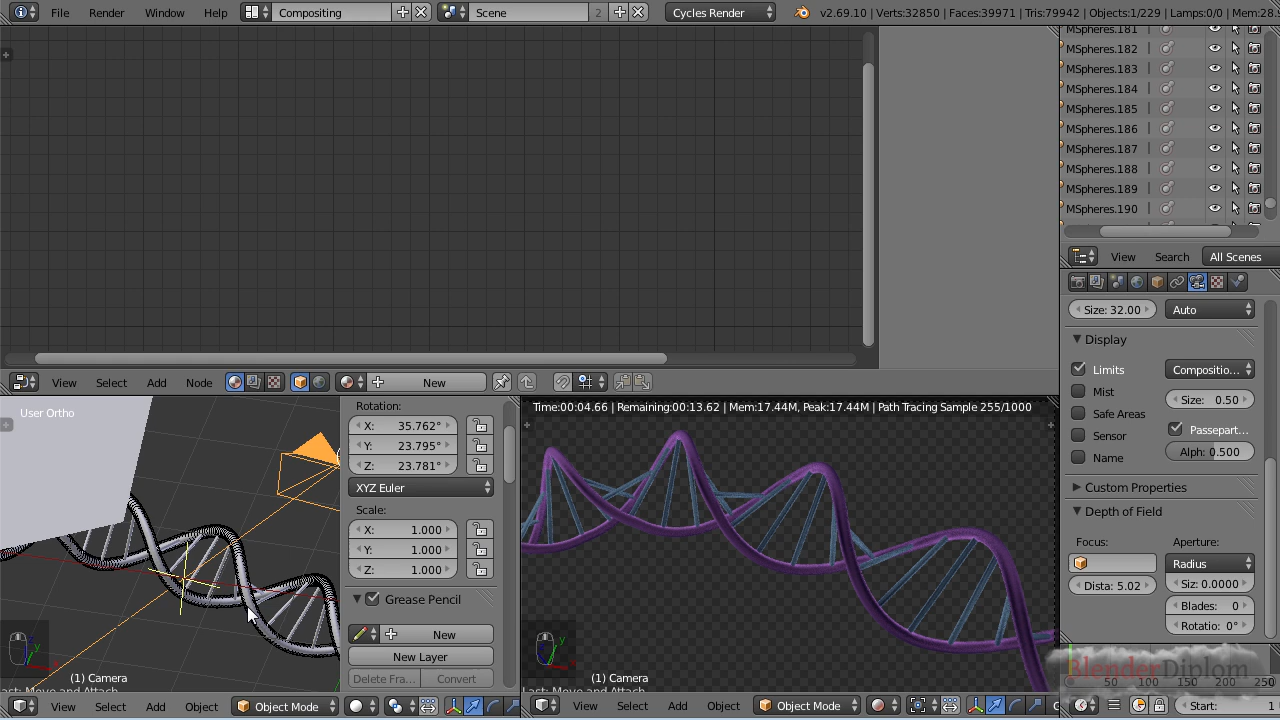 File Render Window Help Compositing Scene 2 Cycles Render v2.69.10 | Verts:32850 | Faces:39971 | Tris:79942 | Objects:1/229 | Lamps:0/0 | Mem:28.
MSpheres.181
MSpheres.182
MSpheres.183
MSpheres.184
MSpheres.185
MSpheres.186
MSpheres.187
MSpheres.188
MSpheres.189
MSpheres.190
View Search All Scenes
Size: 32.00 Auto
Display
Limits Compositio...
Mist Size: 0.50
Safe Areas
Sensor Passepart...
Name Alph: 0.500
Custom Properties
Depth of Field
Focus: Aperture:
Radius
Dista: 5.02 Siz: 0.0000
Blades: 0
Rotatio: 0°
View Select Add Node New
User Ortho
Rotation:
X: 35.762°
Y: 23.795°
Z: 23.781°
XYZ Euler
Scale:
X: 1.000
Y: 1.000
Z: 1.000
Grease Pencil
New
New Layer
Delete Fra... Convert
(1) Camera
Last: Move and Attach
View Select Add Object Object Mode
Time:00:04.66 | Remaining:00:13.62 | Mem:17.44M, Peak:17.44M | Path Tracing Sample 255/1000
(1) Camera
View Select Add Object Object Mode
BlenderDiplom
50 100 150 200 250
Start: 1